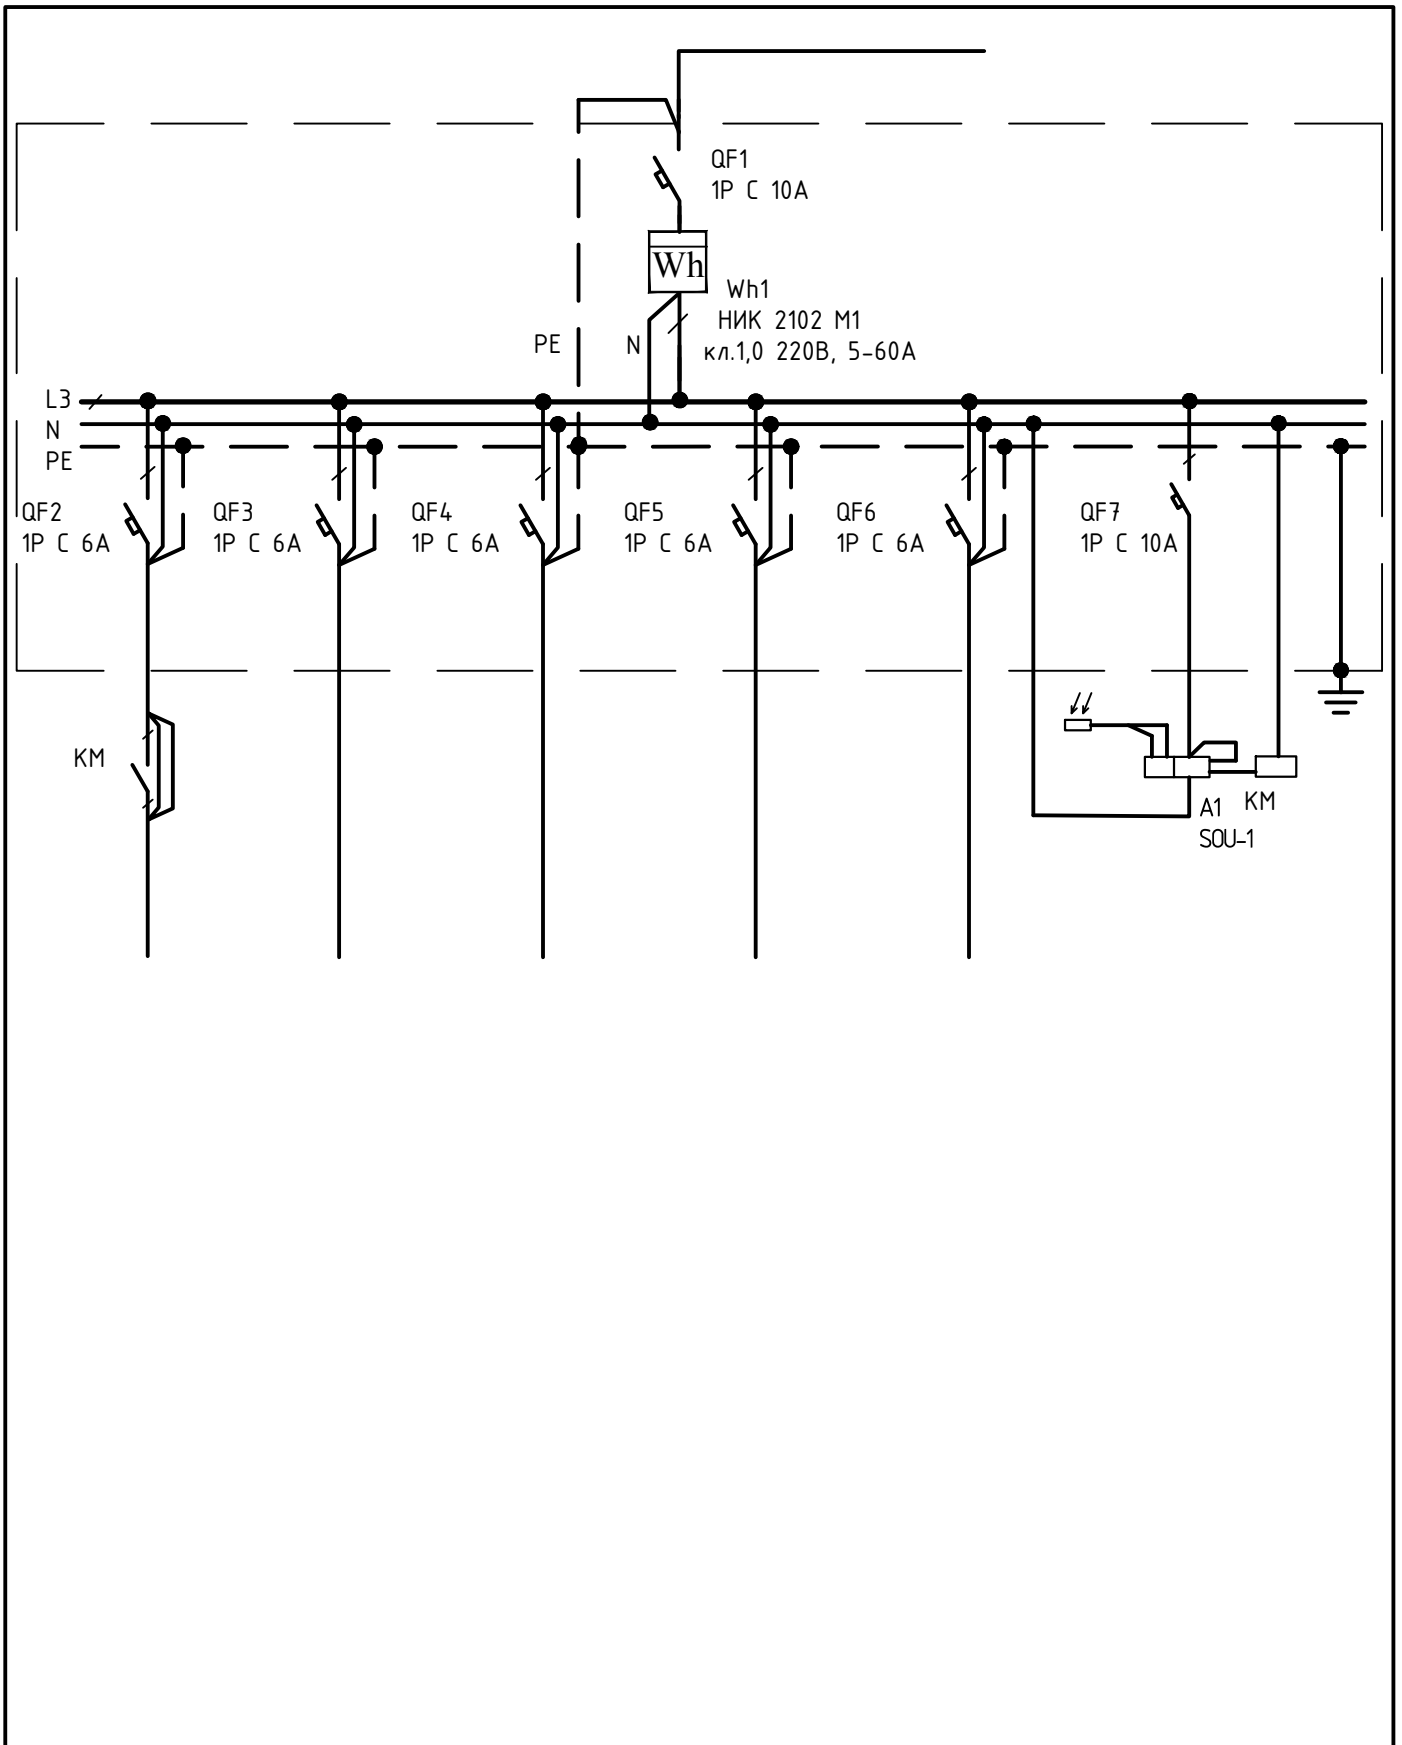 QF1
1P C 10A
Wh
Wh1
НИК 2102 М1
кл.1,0 220В, 5-60А
PE
N
L3
N
PE
QF2
1P C 6A
QF3
1P C 6A
QF4
1P C 6A
QF5
1P C 6A
QF6
1P C 6A
QF7
1P C 10A
KM
A1
KM
SOU-1